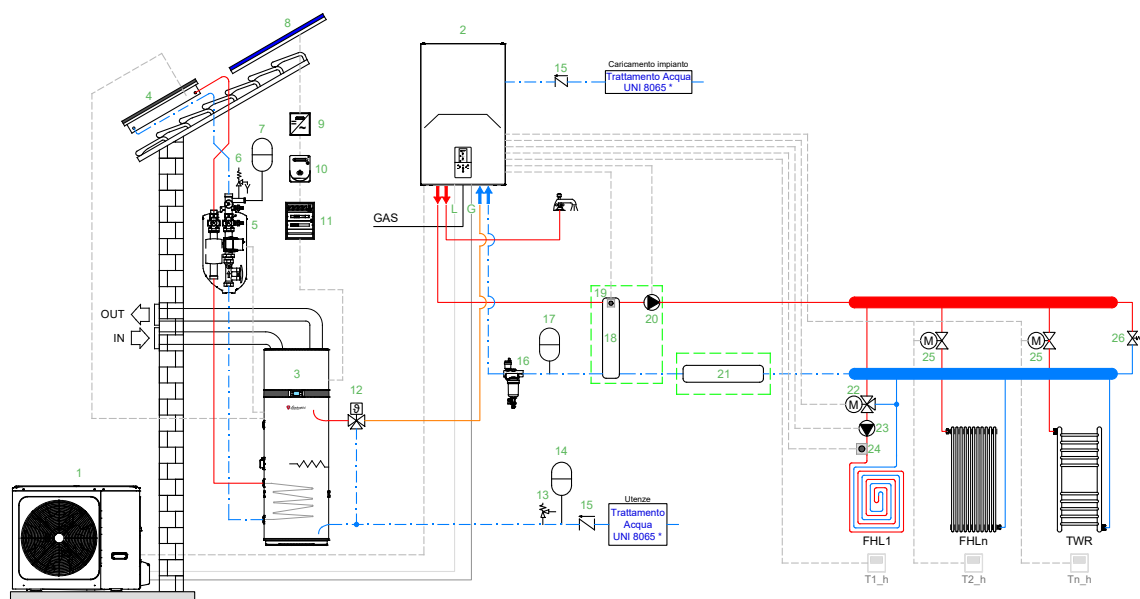 8
2
Caricamento impianto
15
Trattamento Acqua
UNI 8065 *
4
9
7
6
10
5
11
L
G
GAS
OUT
IN
3
12
ϑ
17
16
19
18
20
21
26
M
25
M
25
22
M
23
24
1
14
13
15
Utenze
Trattamento
Acqua
UNI 8065 *
FHL1
FHLn
TWR
T1_h
T2_h
Tn_h